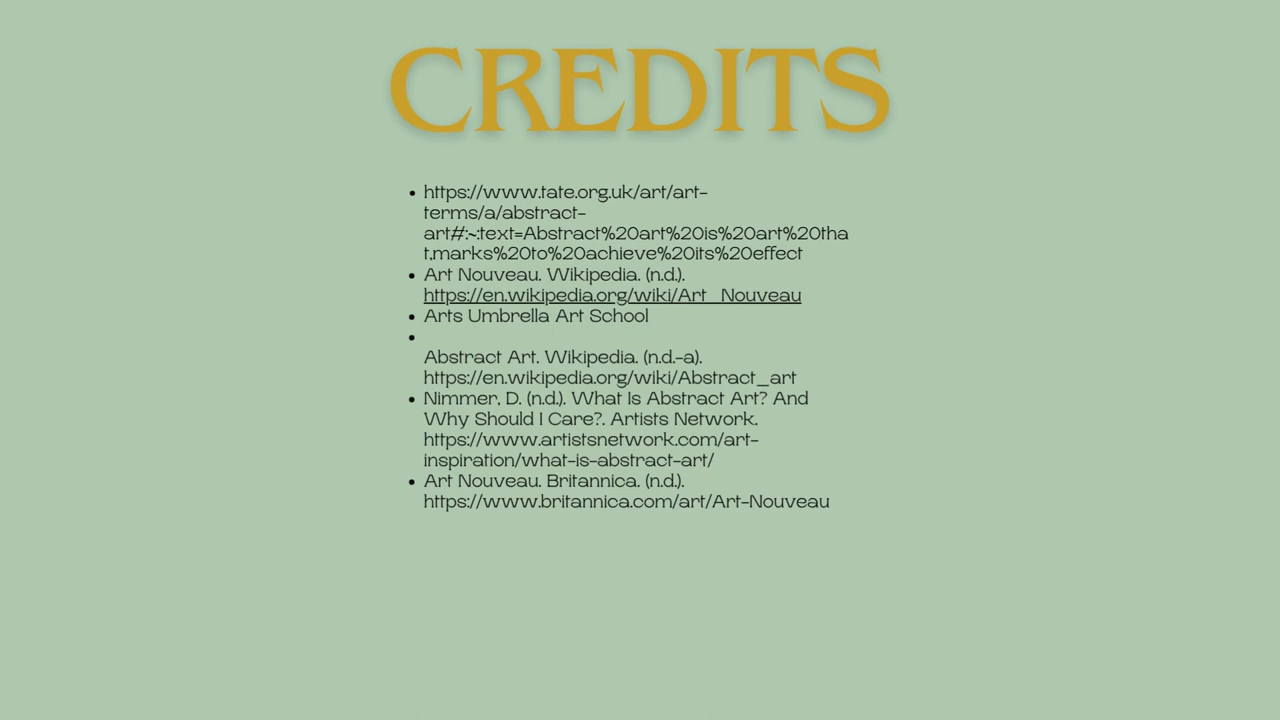 CREDITS
• https://www.tate.org.uk/art/art-
terms/a/abstract-
art#:~:text=Abstract%20art%20is%20art%20tha
t,marks%20to%20achieve%20its%20effect
• Art Nouveau. Wikipedia. (n.d.).
https://en.wikipedia.org/wiki/Art_Nouveau
• Arts Umbrella Art School
•
Abstract Art. Wikipedia. (n.d.-a).
https://en.wikipedia.org/wiki/Abstract_art
• Nimmer, D. (n.d.). What Is Abstract Art? And
Why Should I Care?. Artists Network.
https://www.artistsnetwork.com/art-
inspiration/what-is-abstract-art/
• Art Nouveau. Britannica. (n.d.).
https://www.britannica.com/art/Art-Nouveau